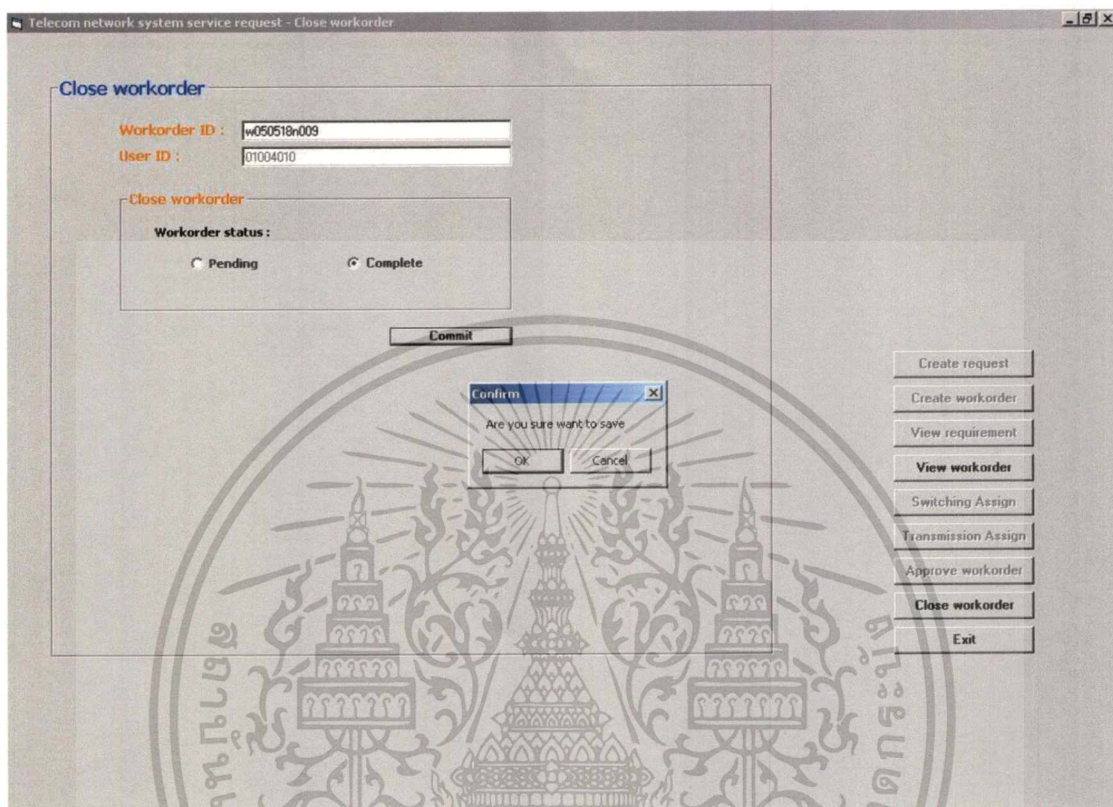 Telecom network system service request - Close workorder
Close workorder
Workorder ID :
w050518n009
User ID :
01004010
Close workorder
Workorder status :
Pending
Complete
Commit
Confirm
Are you sure want to save
OK
Cancel
Create request
Create workorder
View requirement
View workorder
Switching Assign
Transmission Assign
Approve workorder
Close workorder
Exit